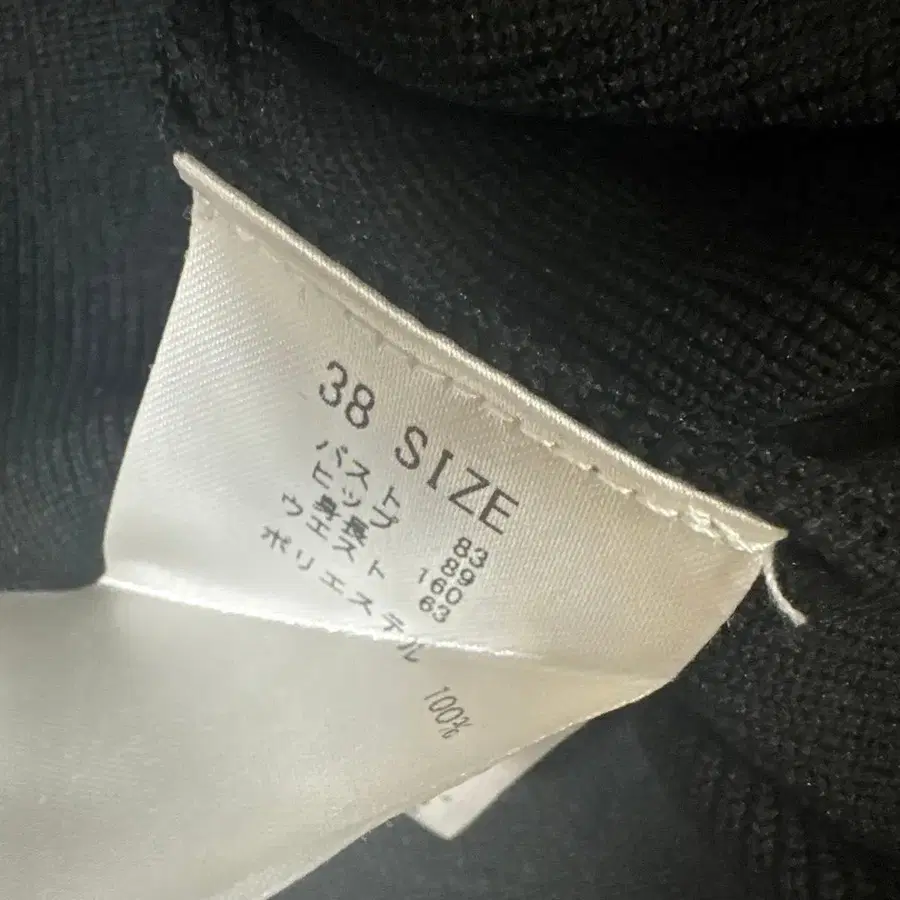 38 SIZE
バスト 83
ヒップ 89
身長 160
ウエスト 63
ポリエステル 100%